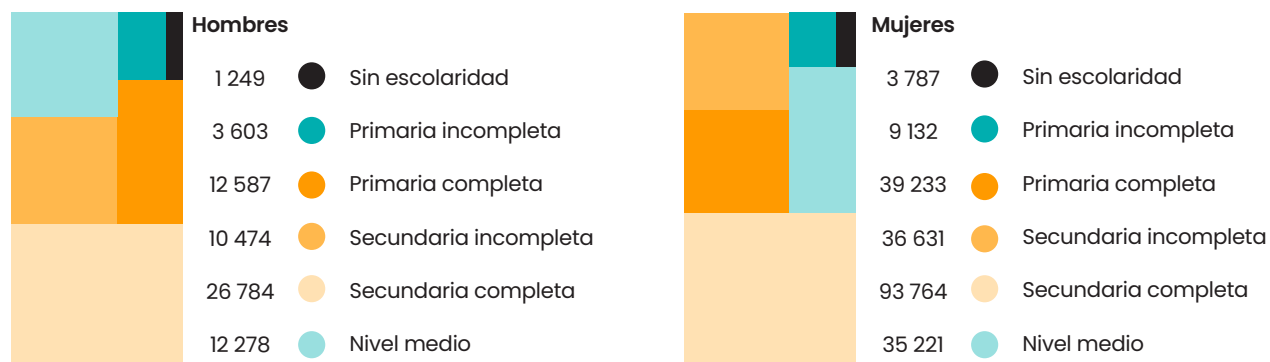 Hombres
1 249 Sin escolaridad
3 603 Primaria incompleta
12 587 Primaria completa
10 474 Secundaria incompleta
26 784 Secundaria completa
12 278 Nivel medio
Mujeres
3 787 Sin escolaridad
9 132 Primaria incompleta
39 233 Primaria completa
36 631 Secundaria incompleta
93 764 Secundaria completa
35 221 Nivel medio